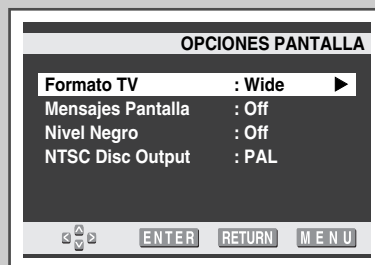 OPCIONES PANTALLA
Formato TV : Wide ▶
Mensajes Pantalla : Off
Nivel Negro : Off
NTSC Disc Output : PAL
ENTER RETURN MENU